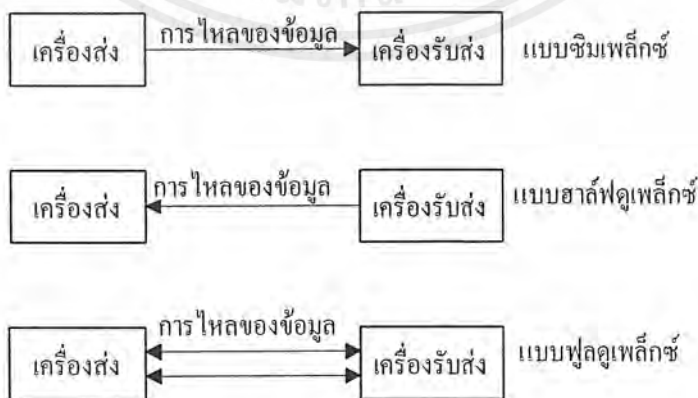 เครื่องส่ง การไหลของข้อมูล เครื่องรับส่ง แบบซิมเพล็กซ์
เครื่องส่ง การไหลของข้อมูล เครื่องรับส่ง แบบฮาล์ฟดูเพล็กซ์
เครื่องส่ง การไหลของข้อมูล เครื่องรับส่ง แบบฟูลดูเพล็กซ์